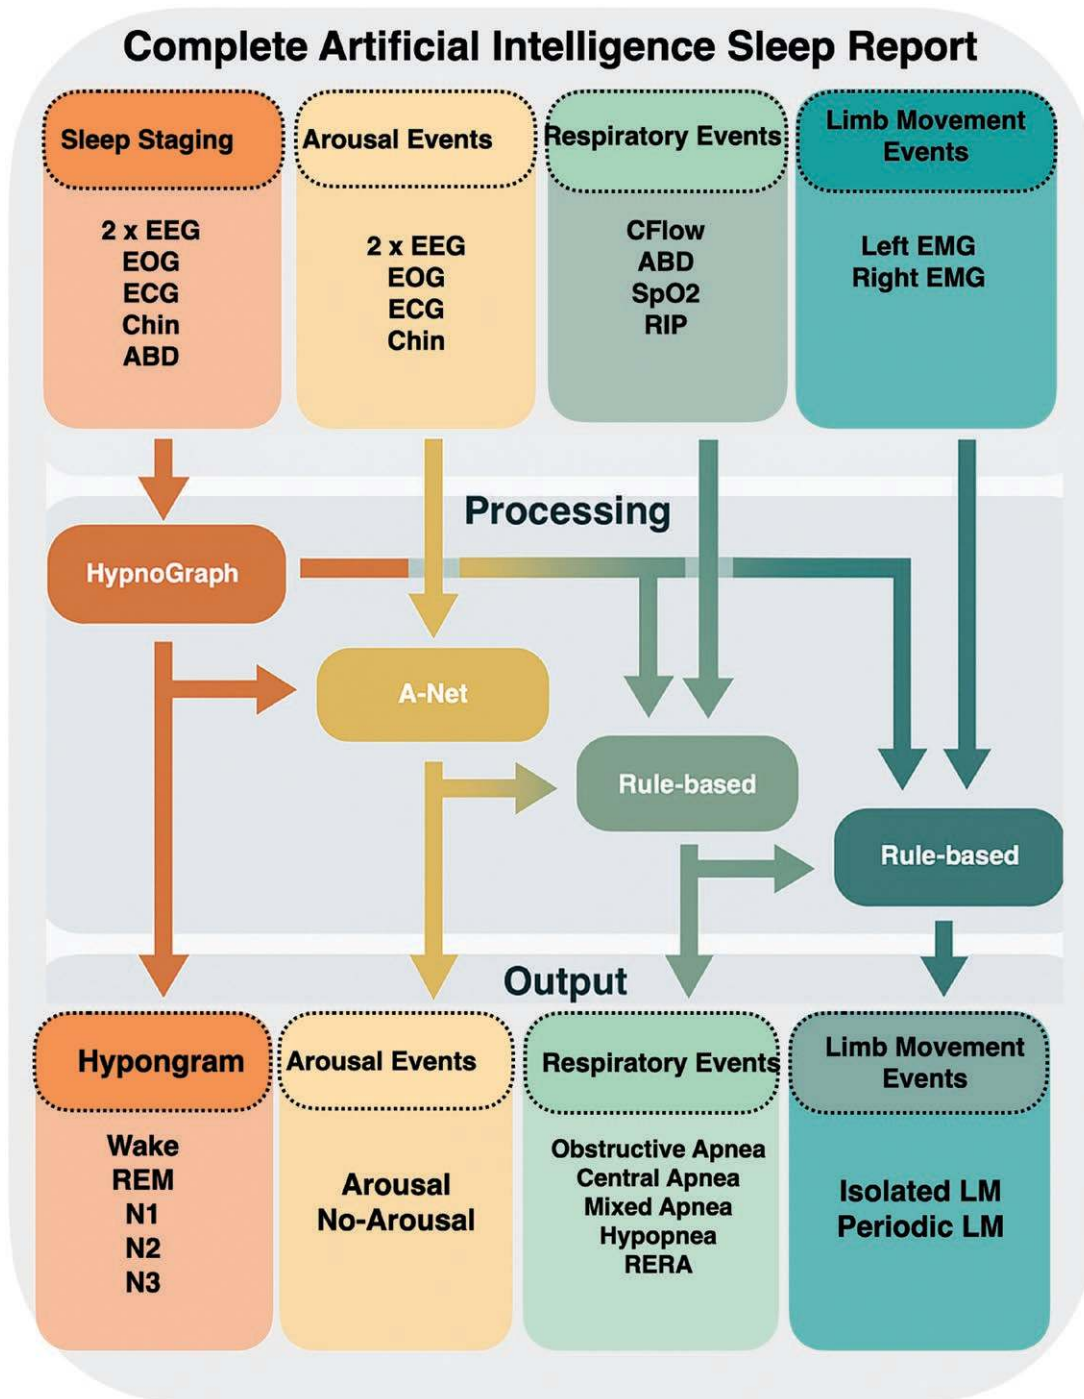 Complete Artificial Intelligence Sleep Report
Sleep Staging
2 x EEG
EOG
ECG
Chin
ABD
Arousal Events
2 x EEG
EOG
ECG
Chin
Respiratory Events
CFlow
ABD
SpO2
RIP
Limb Movement
Events
Left EMG
Right EMG
Processing
HypnoGraph
A-Net
Rule-based
Rule-based
Output
Hypongram
Wake
REM
N1
N2
N3
Arousal Events
Arousal
No-Arousal
Respiratory Events
Obstructive Apnea
Central Apnea
Mixed Apnea
Hypopnea
RERA
Limb Movement
Events
Isolated LM
Periodic LM